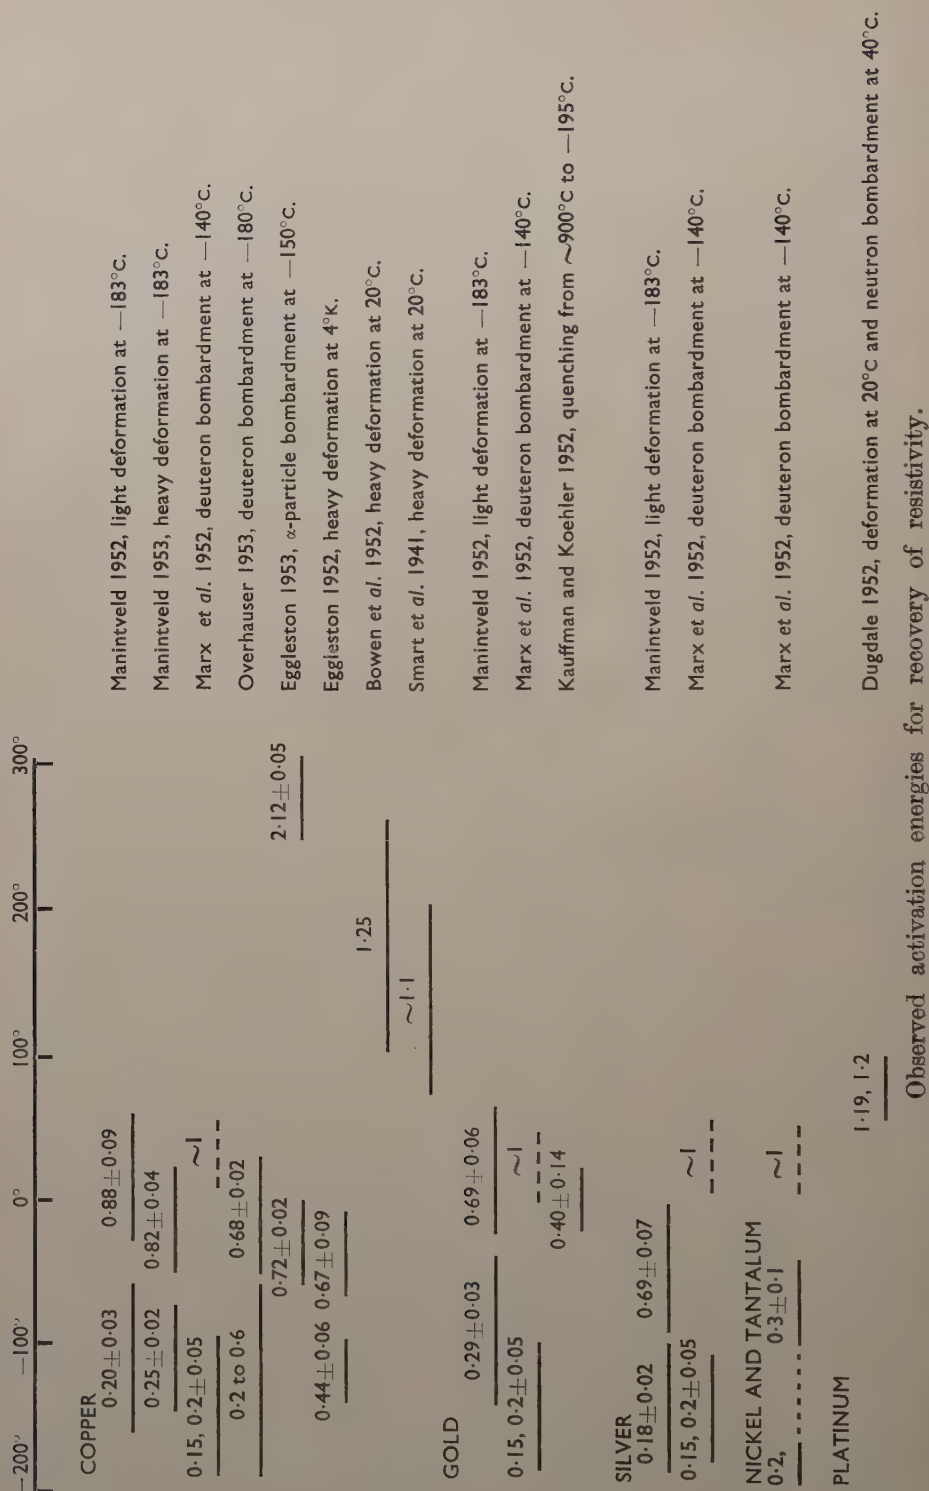 —200° —100° 0° 100° 200° 300°
COPPER
0·20±0·03 0·88±0·09 Manintveld 1952, light deformation at —183°C.
0·25±0·02 0·82±0·04 Manintveld 1953, heavy deformation at —183°C.
0·15, 0·2±0·05 ~1 Marx et al. 1952, deuteron bombardment at —140°C.
0·2 to 0·6 0·68±0·02 Overhauser 1953, deuteron bombardment at —180°C.
0·72±0·02 2·12±0·05 Eggleston 1953, α-particle bombardment at —150°C.
0·44±0·06 0·67±0·09 Eggleston 1952, heavy deformation at 4°K.
1·25 Bowen et al. 1952, heavy deformation at 20°C.
~1·1 Smart et al. 1941, heavy deformation at 20°C.
GOLD
0·29±0·03 0·69±0·06 Manintveld 1952, light deformation at —183°C.
0·15, 0·2±0·05 ~1 Marx et al. 1952, deuteron bombardment at —140°C.
0·40±0·14 Kauffman and Koehler 1952, quenching from ~900°C to —195°C.
SILVER
0·18±0·02 0·69±0·07 Manintveld 1952, light deformation at —183°C.
0·15, 0·2±0·05 ~1 Marx et al. 1952, deuteron bombardment at —140°C.
NICKEL AND TANTALUM
0·2, 0·3±0·1 ~1 Marx et al. 1952, deuteron bombardment at —140°C.
PLATINUM
1·19, 1·2 Dugdale 1952, deformation at 20°C and neutron bombardment at 40°C.
Observed activation energies for recovery of resistivity.